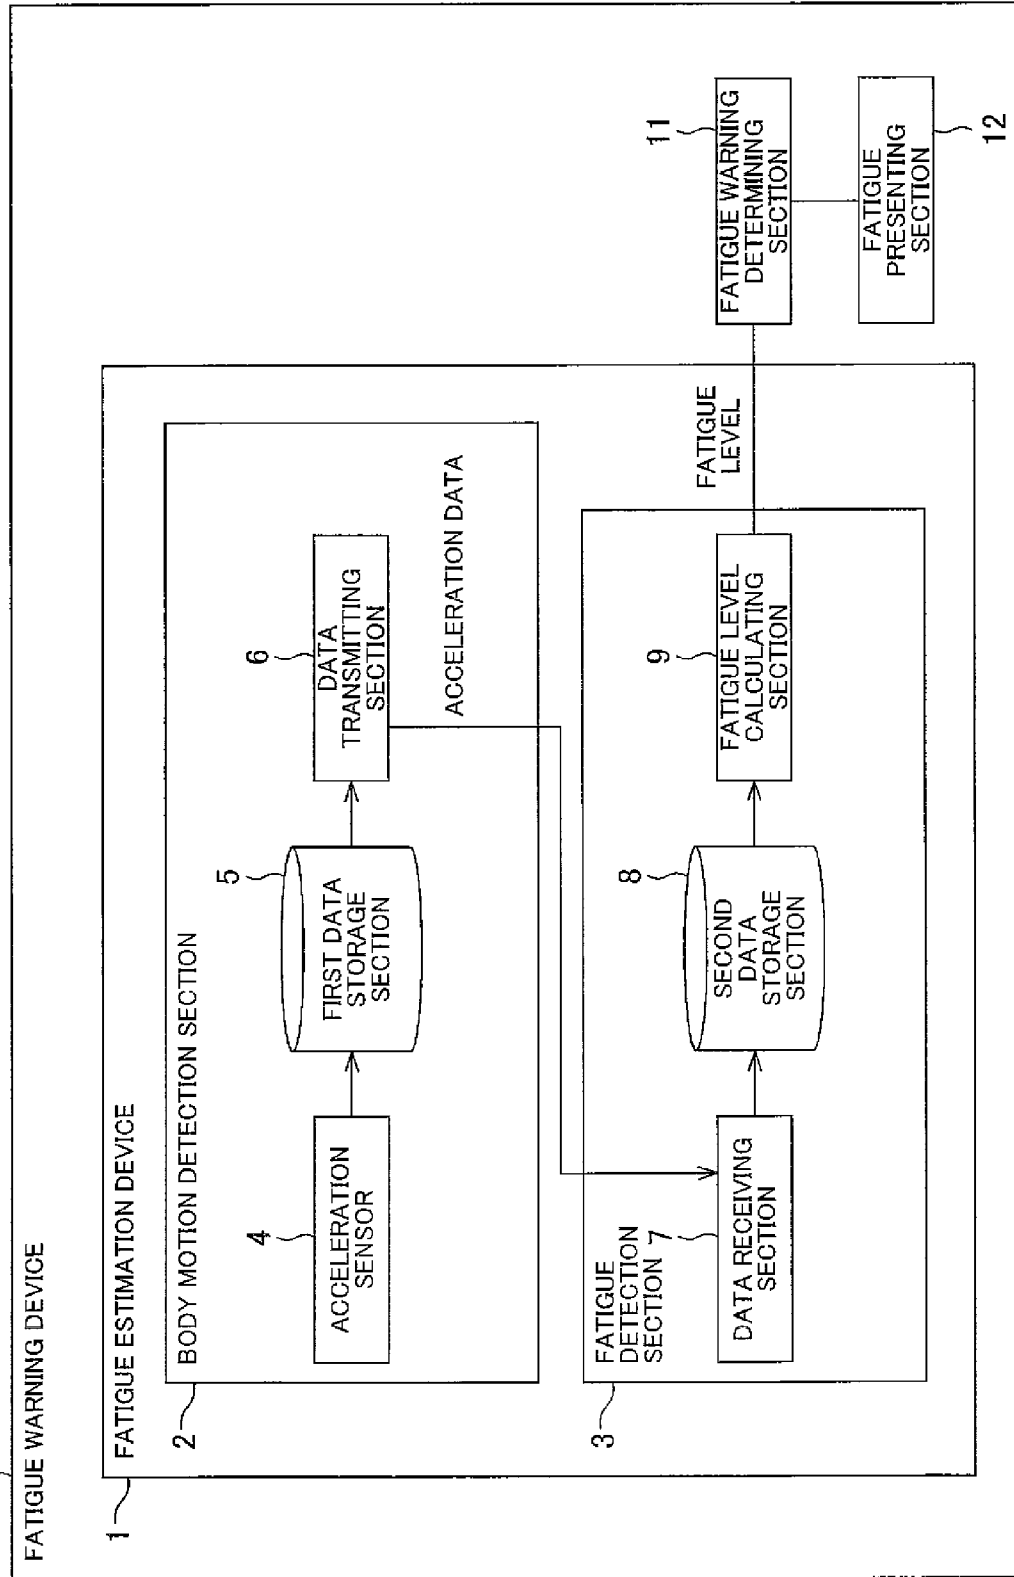 FATIGUE WARNING DEVICE
1
FATIGUE ESTIMATION DEVICE
2
BODY MOTION DETECTION SECTION
4
ACCELERATION
SENSOR
5
FIRST DATA
STORAGE
SECTION
6
DATA
TRANSMITTING
SECTION
ACCELERATION DATA
3
FATIGUE
DETECTION
SECTION
7
DATA RECEIVING
SECTION
8
SECOND
DATA
STORAGE
SECTION
9
FATIGUE LEVEL
CALCULATING
SECTION
FATIGUE
LEVEL
11
FATIGUE WARNING
DETERMINING
SECTION
FATIGUE
PRESENTING
SECTION
12